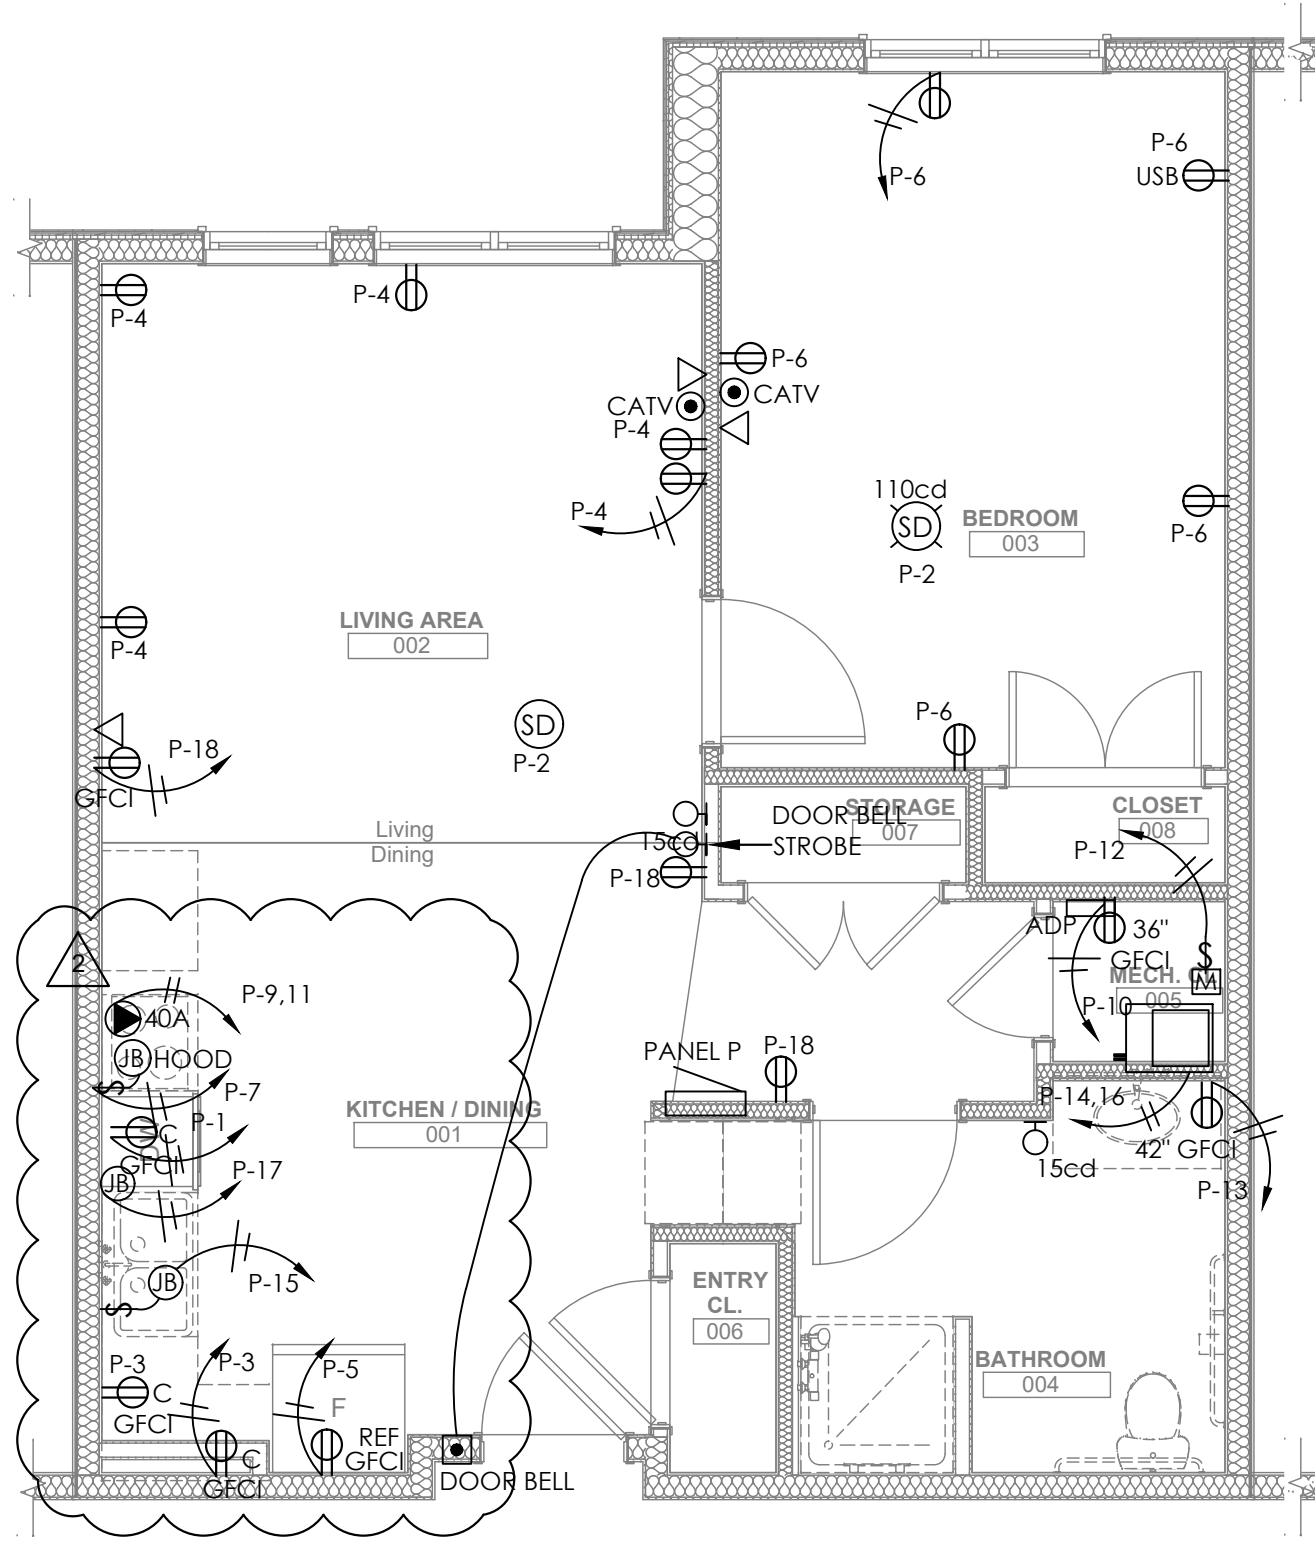 P-6
P-6
USB
P-4
P-4
P-6
CATV
CATV
P-4
P-4
110cd
SD
P-2
BEDROOM
003
P-6
LIVING AREA
002
P-4
P-18
GFCI
SD
P-2
P-6
DOOR BELL
STROBE
15cd
P-18
STORAGE
007
CLOSET
008
P-12
Living
Dining
2
P-9,11
40A
JB HOOD
P-7
P-1
C
GFCI
DW
P-17
JB
KITCHEN / DINING
001
JB
P-15
S
S
PANEL P
P-18
ADP
36"
GFCI
S
M
MECH. 
005
P-10
P-14,16
42" GFCI
P-13
15cd
ENTRY
CL.
006
BATHROOM
004
P-3
C
GFCI
P-3
P-5
F
C
GFCI
REF
GFCI
DOOR BELL